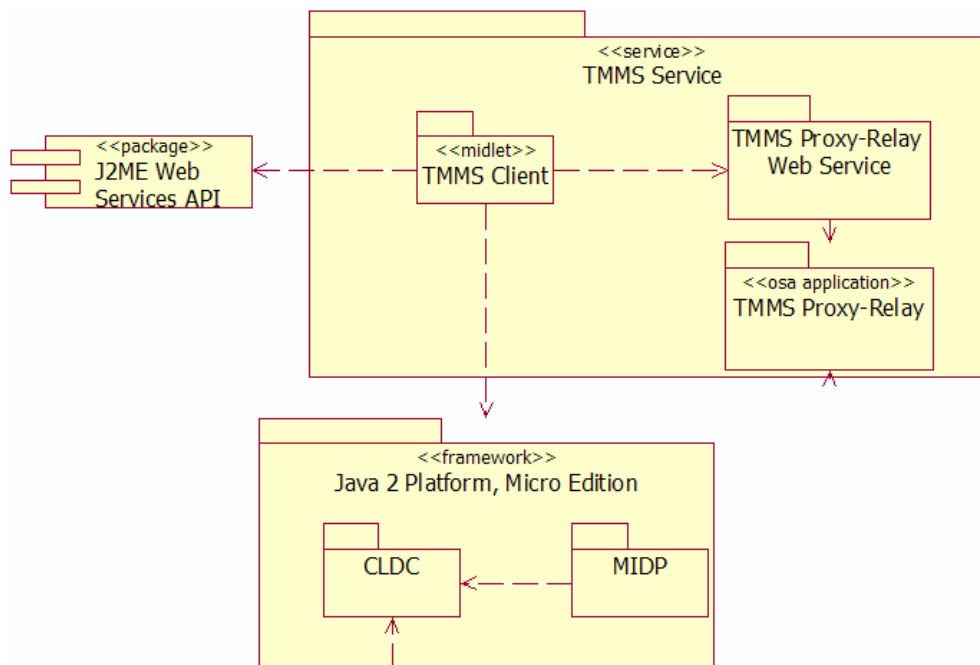 <<service>>
TMMS Service
<<package>>
J2ME Web
Services API
<<midlet>>
TMMS Client
TMMS Proxy-Relay
Web Service
<<osa application>>
TMMS Proxy-Relay
<<framework>>
Java 2 Platform, Micro Edition
CLDC
MIDP